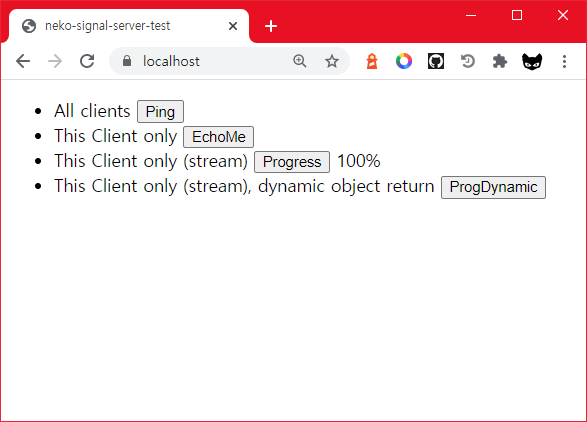 neko-signal-server-test
localhost
All clients Ping
This Client only EchoMe
This Client only (stream) Progress 100%
This Client only (stream), dynamic object return ProgDynamic